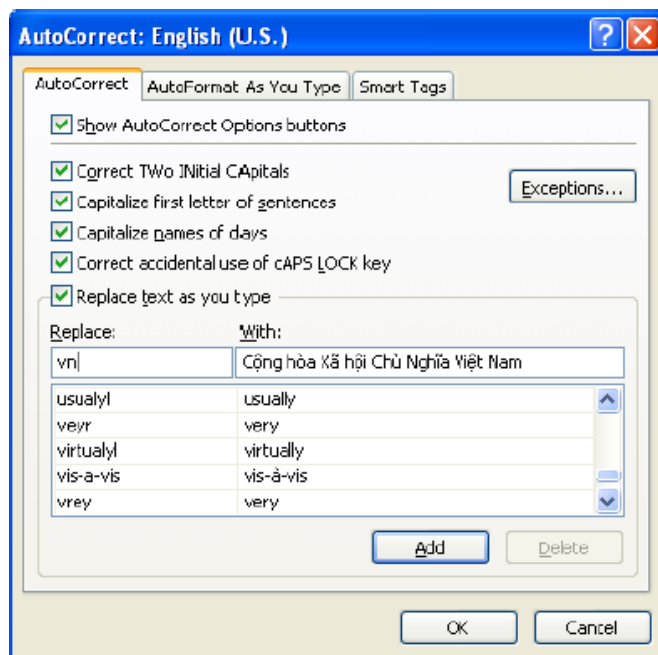 AutoCorrect: English (U.S.)
AutoCorrect AutoFormat As You Type Smart Tags
Show AutoCorrect Options buttons
Correct TWo INitial CApitals
Exceptions...
Capitalize first letter of sentences
Capitalize names of days
Correct accidental use of cAPS LOCK key
Replace text as you type
Replace: With:
vn Cộng hòa Xã hội Chủ Nghĩa Việt Nam
usualyl usually
veyr very
virtualyl virtually
vis-a-vis vis-à-vis
vrey very
Add Delete
OK Cancel